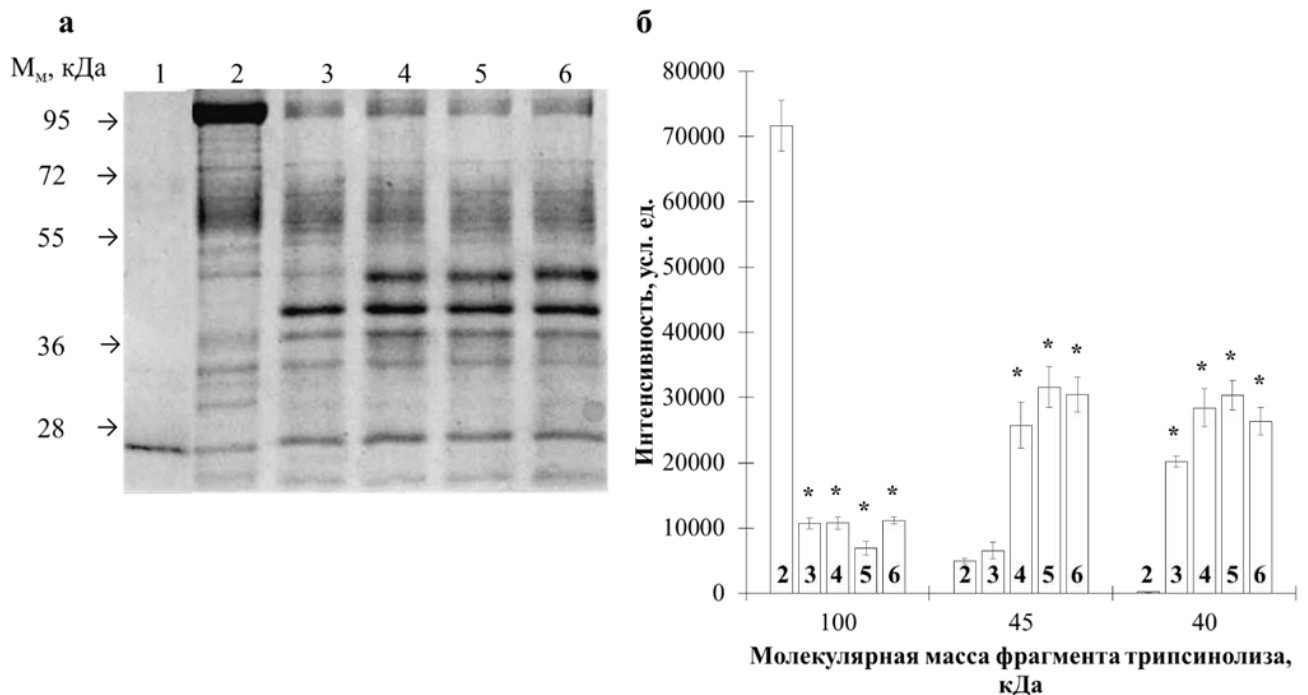 а
Mм, кДа 1 2 3 4 5 6
95 →
72 →
55 →
36 →
28 →
б
80000
70000
60000
50000
40000
30000
20000
10000
0
Интенсивность, усл. ед.
* * * *
* * *
* * * *
2 3 4 5 6 2 3 4 5 6 2 3 4 5 6
100 45 40
Молекулярная масса фрагмента трипсинолиза,
кДа